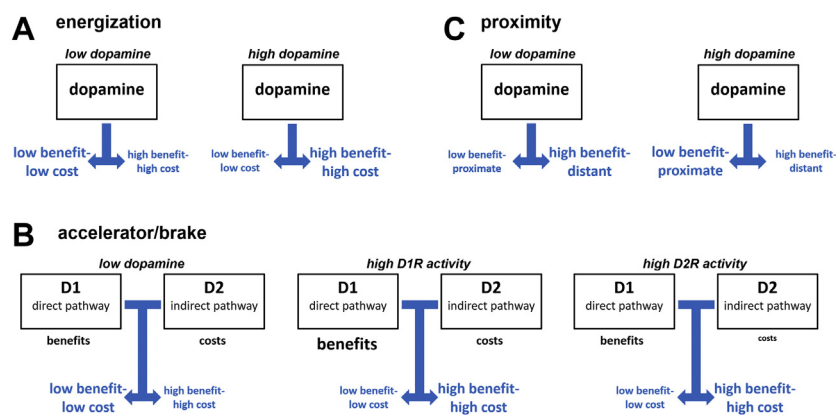 A energization
low dopamine
dopamine
low benefit-
low cost
high benefit-
high cost
high dopamine
dopamine
low benefit-
low cost
high benefit-
high cost
C proximity
low dopamine
dopamine
low benefit-
proximate
high benefit-
distant
high dopamine
dopamine
low benefit-
proximate
high benefit-
distant
B accelerator/brake
low dopamine
D1
direct pathway
benefits
D2
indirect pathway
costs
low benefit-
low cost
high benefit-
high cost
high D1R activity
D1
direct pathway
benefits
D2
indirect pathway
costs
low benefit-
low cost
high benefit-
high cost
high D2R activity
D1
direct pathway
benefits
D2
indirect pathway
costs
low benefit-
low cost
high benefit-
high cost